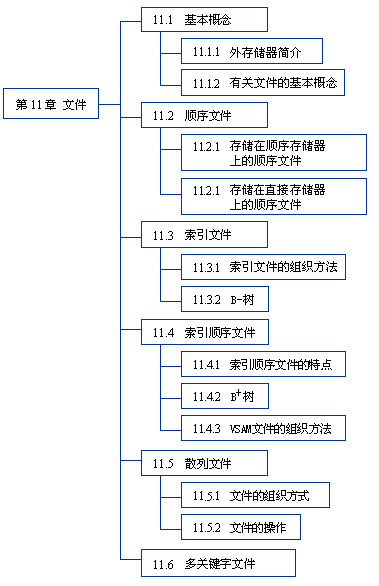 11.1 基本概念
11.1.1 外存储器简介
11.1.2 有关文件的基本概念
第11章 文件
11.2 顺序文件
11.2.1 存储在顺序存储器
上的顺序文件
11.2.1 存储在直接存储器
上的顺序文件
11.3 索引文件
11.3.1 索引文件的组织方法
11.3.2 B-树
11.4 索引顺序文件
11.4.1 索引顺序文件的特点
11.4.2 B+树
11.4.3 VSAM文件的组织方法
11.5 散列文件
11.5.1 文件的组织方式
11.5.2 文件的操作
11.6 多关键字文件